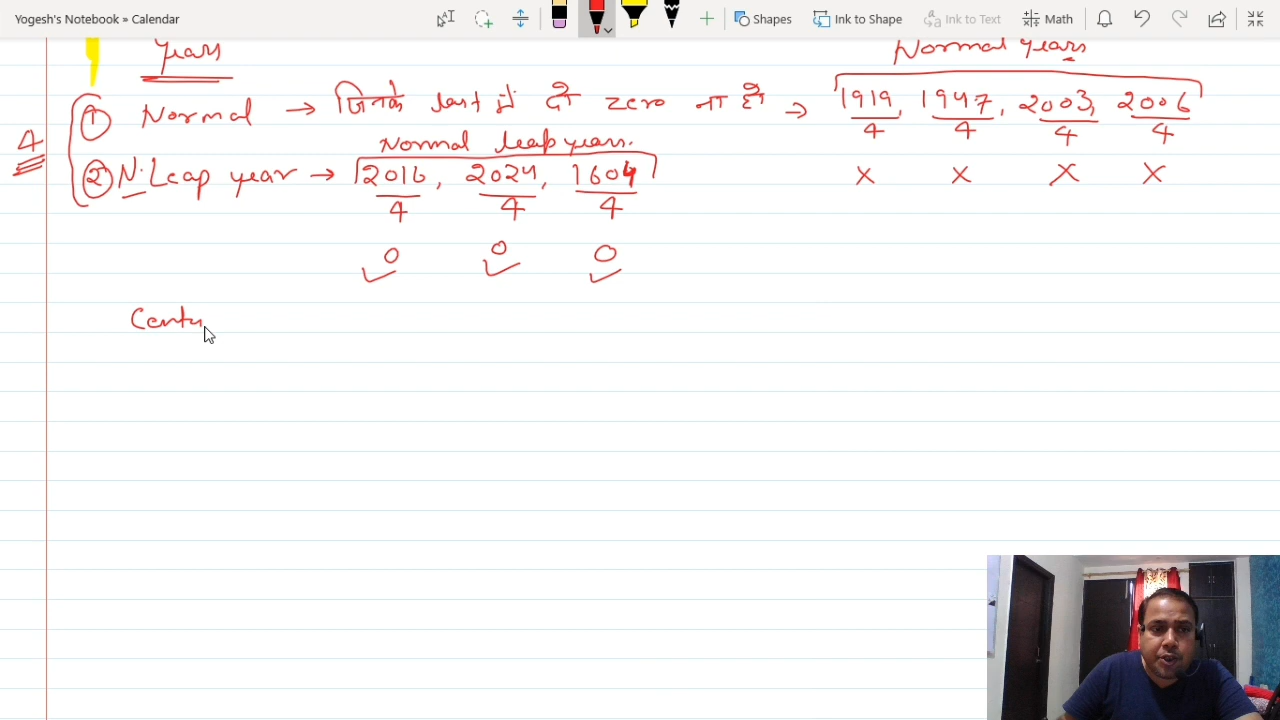 Yogesh's Notebook » Calendar
Shapes Ink to Shape Ink to Text Math
Years
Normal Years
4
① Normal → जिनके last में दो zero ना हो → 1919/4, 1947/4, 2003/4, 2006/4
x x x x
Normal leap years.
② N. Leap year → 2016/4, 2024/4, 1604/4
0 0 0
Centu